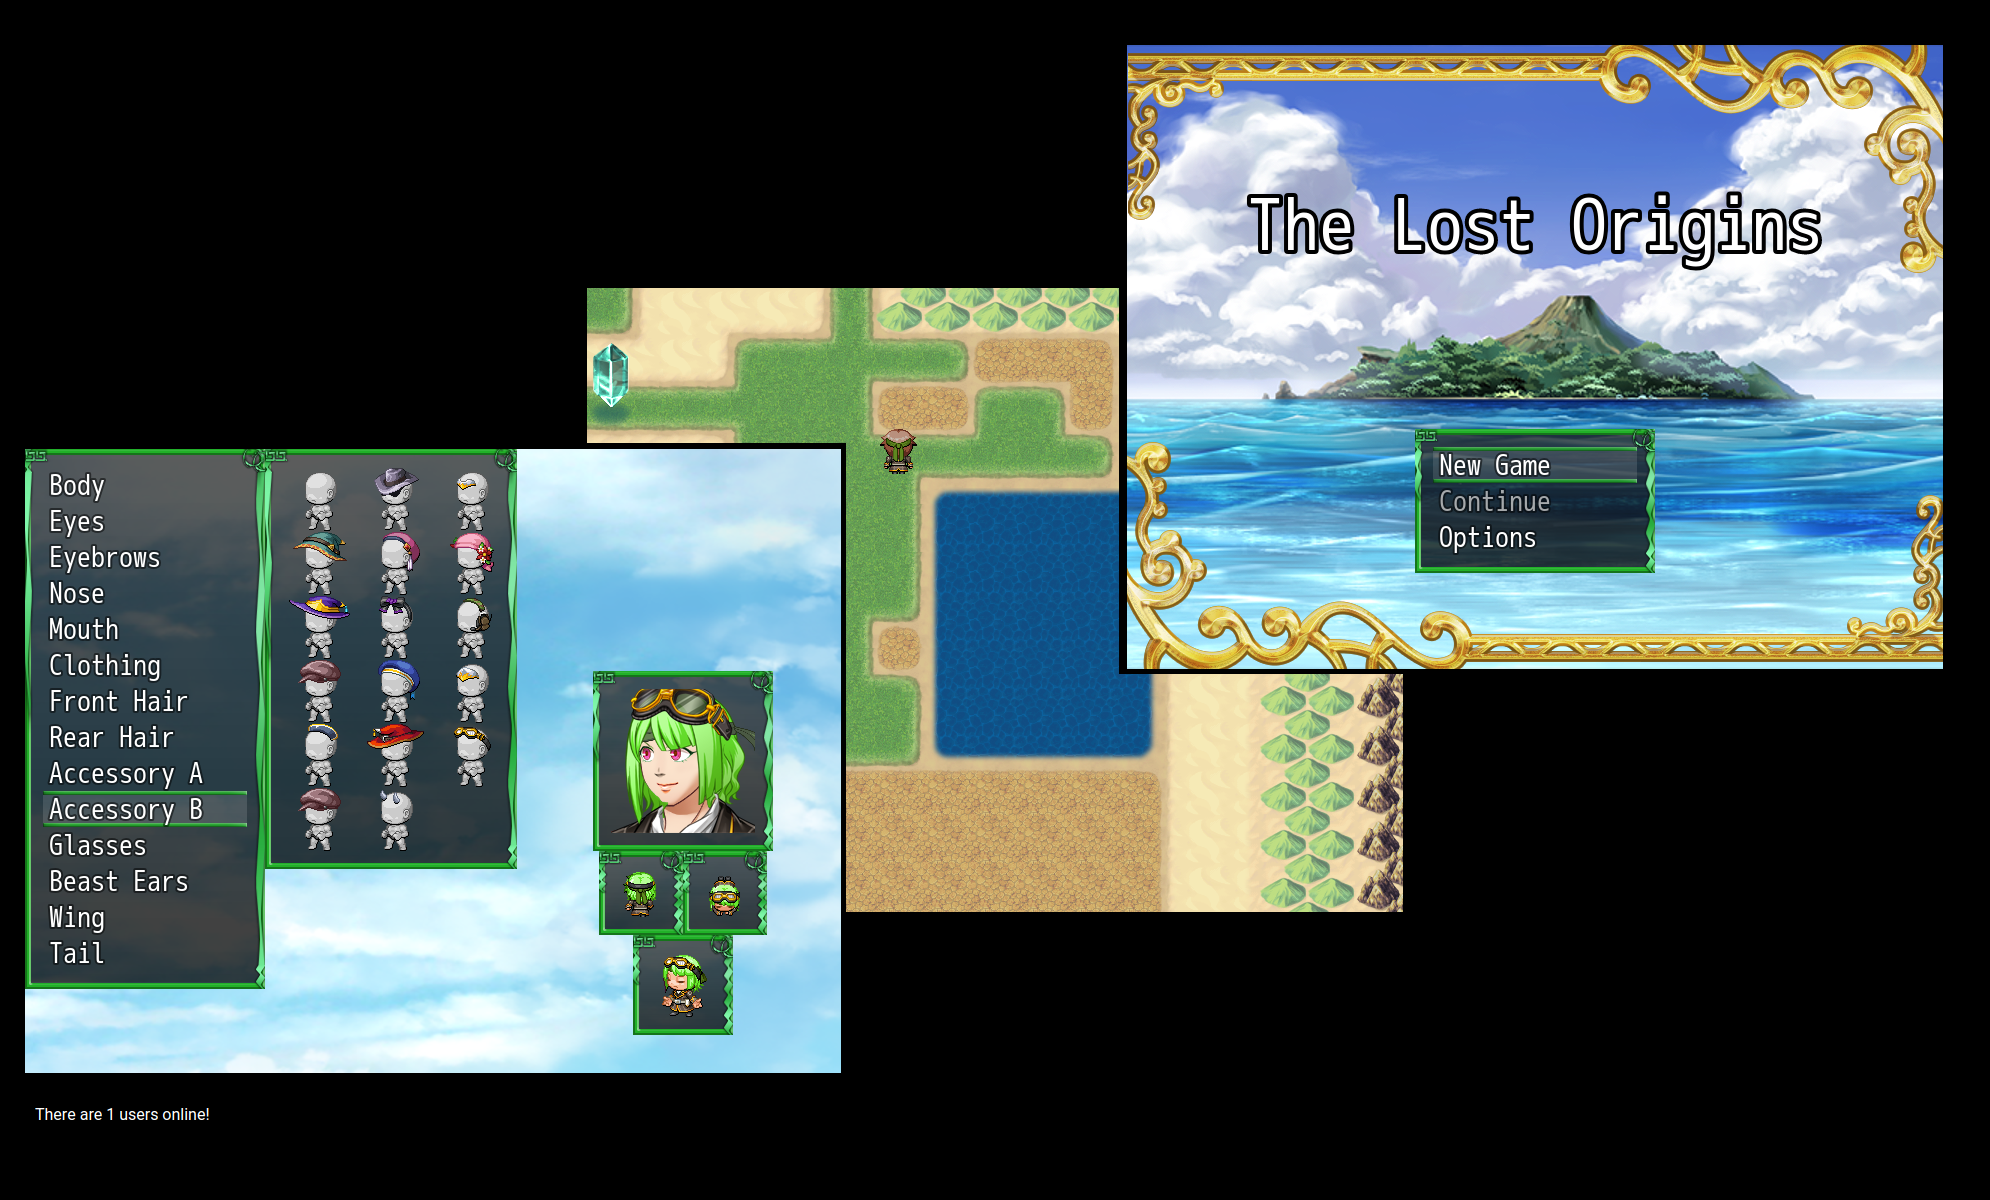 The Lost Origins
New Game
Continue
Options
Body
Eyes
Eyebrows
Nose
Mouth
Clothing
Front Hair
Rear Hair
Accessory A
Accessory B
Glasses
Beast Ears
Wing
Tail
There are 1 users online!